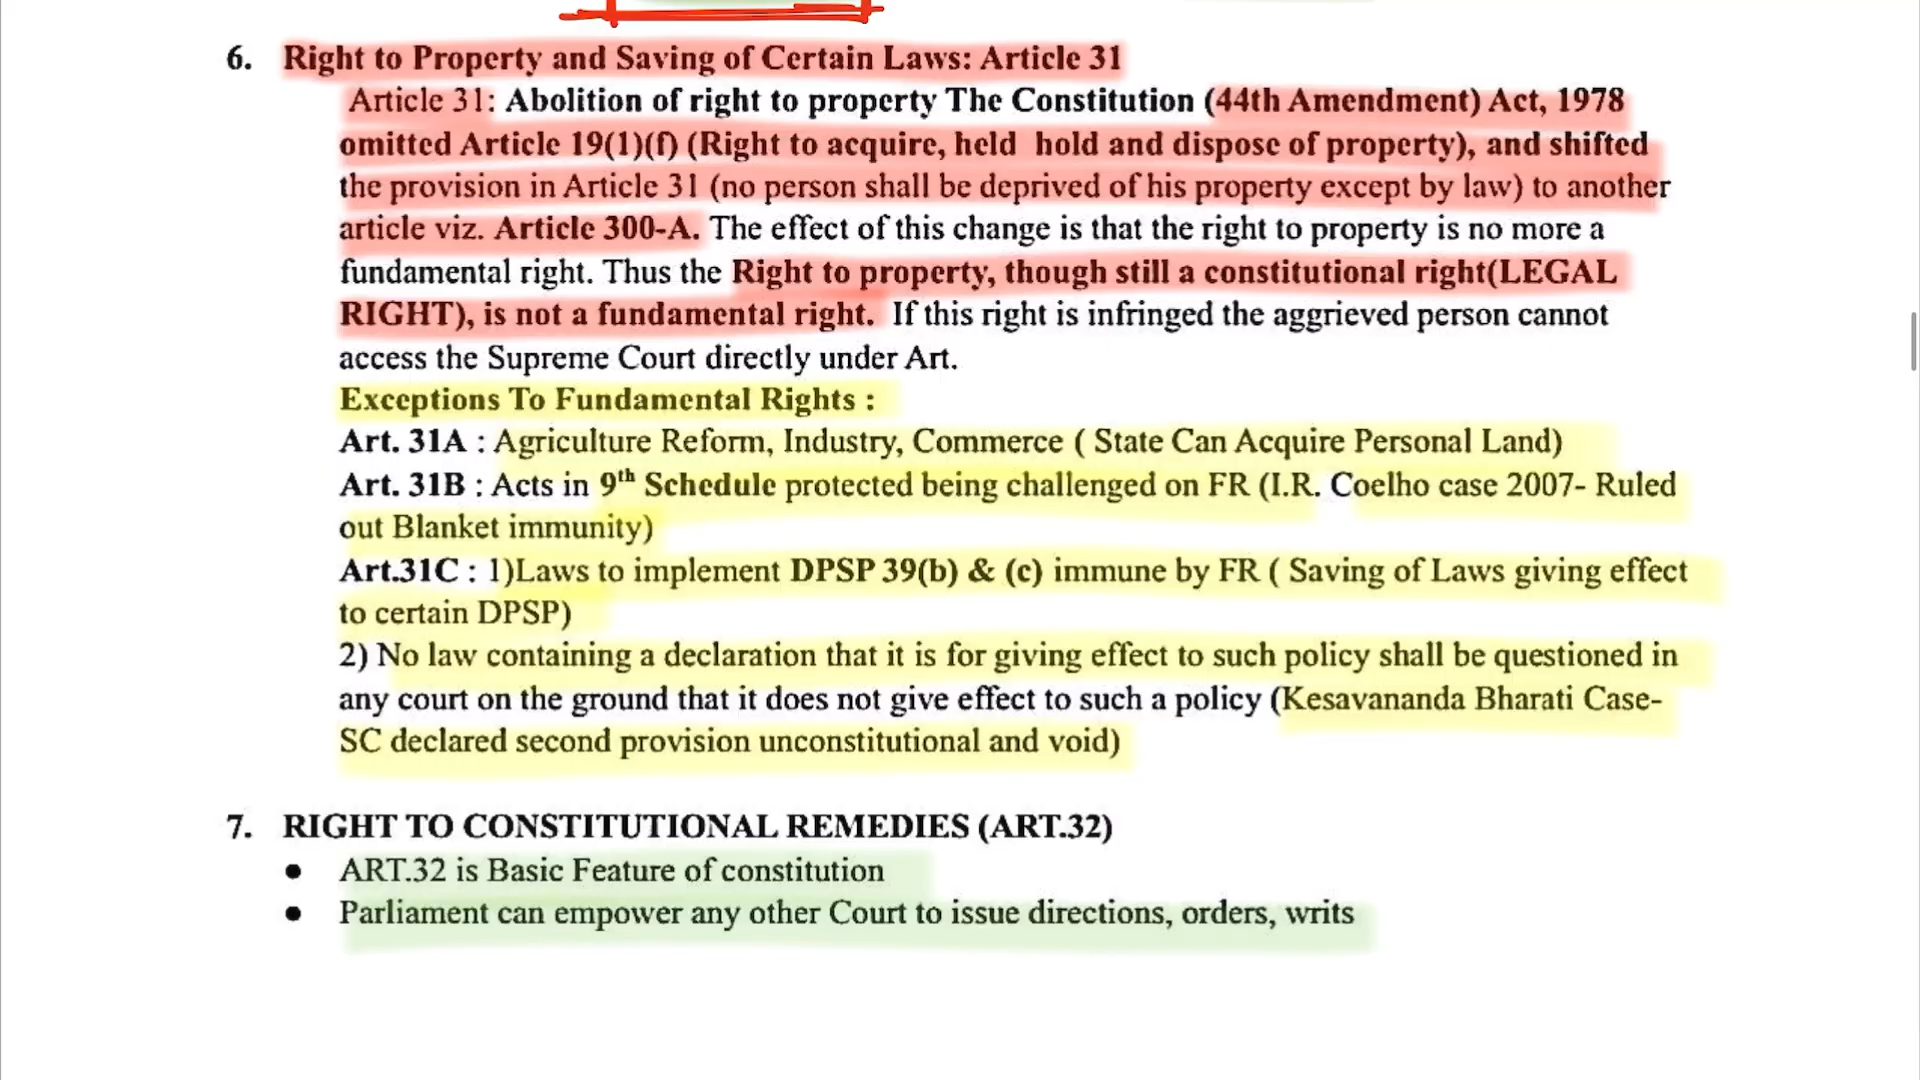 6. Right to Property and Saving of Certain Laws: Article 31
Article 31: Abolition of right to property The Constitution (44th Amendment) Act, 1978
omitted Article 19(1)(f) (Right to acquire, held hold and dispose of property), and shifted
the provision in Article 31 (no person shall be deprived of his property except by law) to another
article viz. Article 300-A. The effect of this change is that the right to property is no more a
fundamental right. Thus the Right to property, though still a constitutional right(LEGAL
RIGHT), is not a fundamental right. If this right is infringed the aggrieved person cannot
access the Supreme Court directly under Art.
Exceptions To Fundamental Rights :
Art. 31A : Agriculture Reform, Industry, Commerce ( State Can Acquire Personal Land)
Art. 31B : Acts in 9th Schedule protected being challenged on FR (I.R. Coelho case 2007- Ruled
out Blanket immunity)
Art.31C : 1)Laws to implement DPSP 39(b) & (c) immune by FR ( Saving of Laws giving effect
to certain DPSP)
2) No law containing a declaration that it is for giving effect to such policy shall be questioned in
any court on the ground that it does not give effect to such a policy (Kesavananda Bharati Case-
SC declared second provision unconstitutional and void)
7. RIGHT TO CONSTITUTIONAL REMEDIES (ART.32)
● ART.32 is Basic Feature of constitution
● Parliament can empower any other Court to issue directions, orders, writs